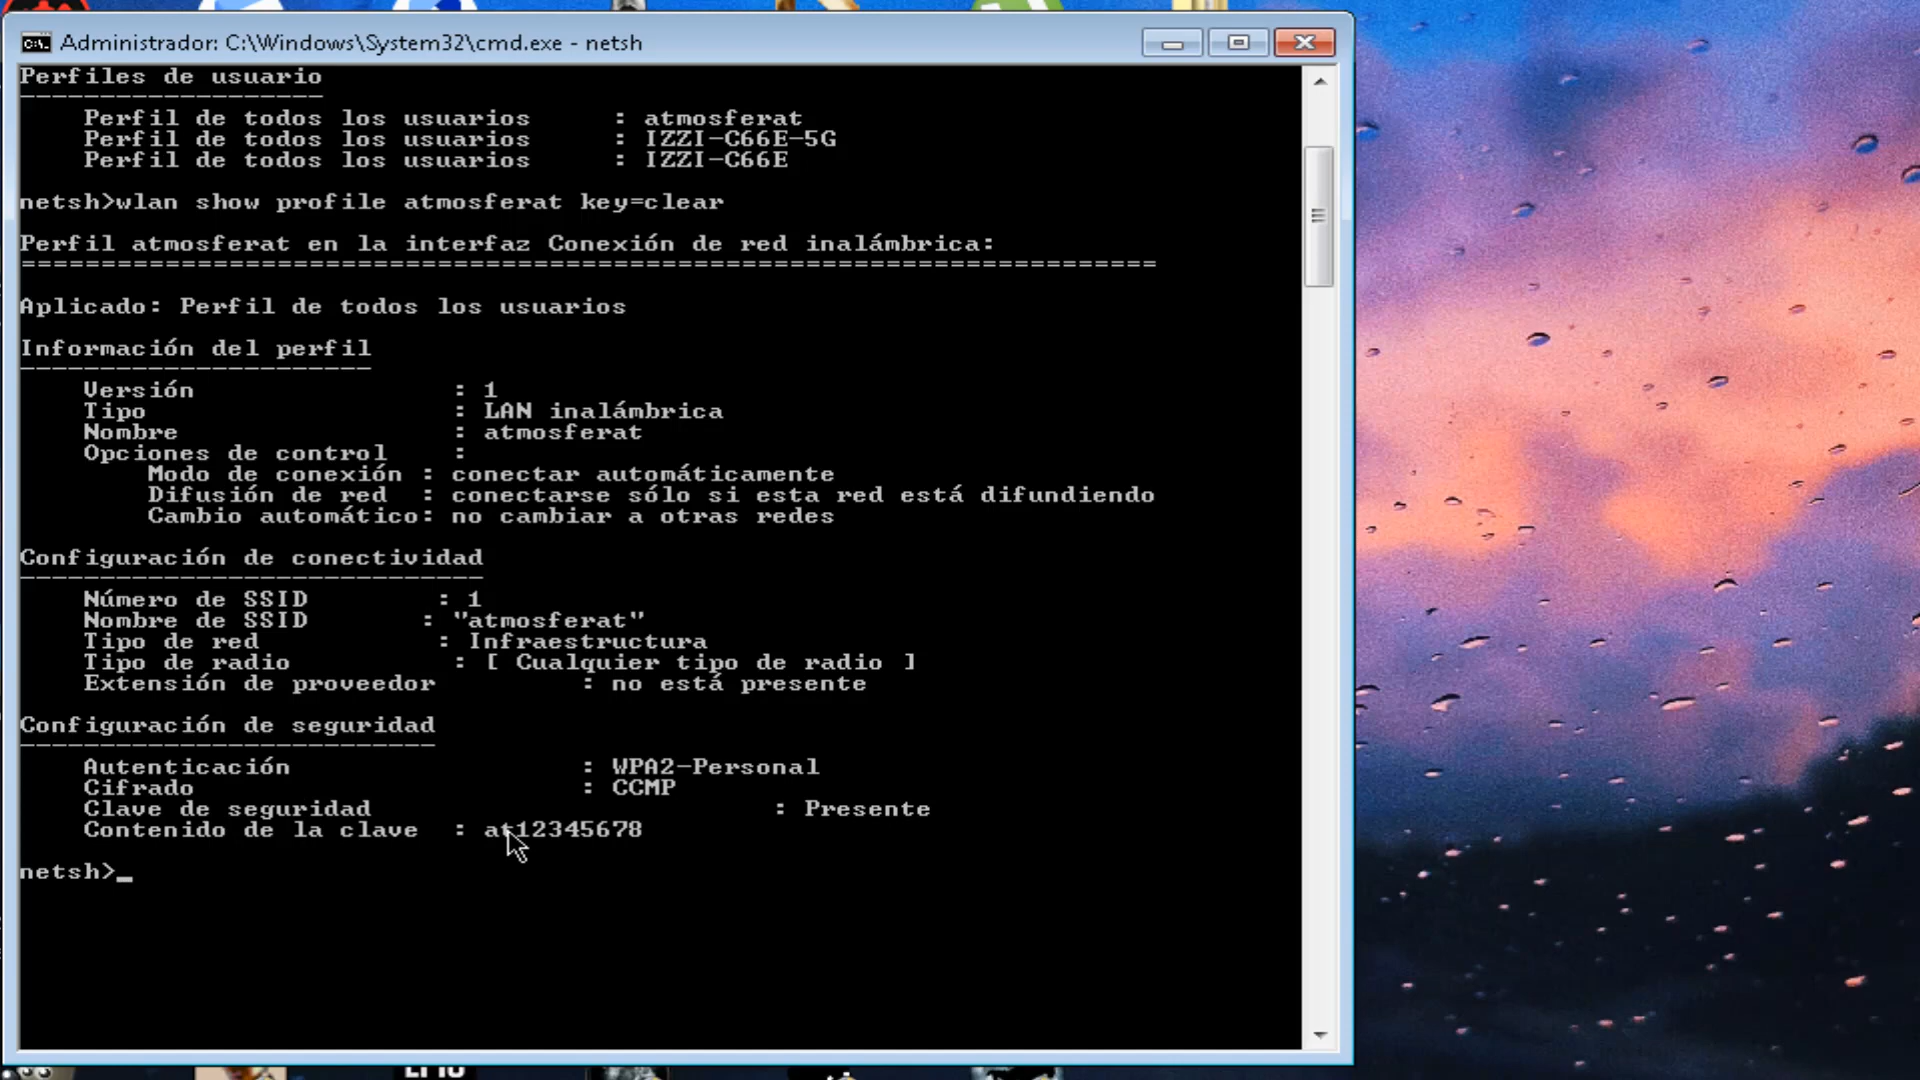 Administrador: C:\Windows\System32\cmd.exe - netsh
Perfiles de usuario
-------------------
Perfil de todos los usuarios : atmosferat
Perfil de todos los usuarios : IZZI-C66E-5G
Perfil de todos los usuarios : IZZI-C66E
netsh>wlan show profile atmosferat key=clear
Perfil atmosferat en la interfaz Conexión de red inalámbrica:
=======================================================================
Aplicado: Perfil de todos los usuarios
Información del perfil
----------------------
Versión : 1
Tipo : LAN inalámbrica
Nombre : atmosferat
Opciones de control :
Modo de conexión : conectar automáticamente
Difusión de red : conectarse sólo si esta red está difundiendo
Cambio automático: no cambiar a otras redes
Configuración de conectividad
-----------------------------
Número de SSID : 1
Nombre de SSID : "atmosferat"
Tipo de red : Infraestructura
Tipo de radio : [ Cualquier tipo de radio ]
Extensión de proveedor : no está presente
Configuración de seguridad
--------------------------
Autenticación : WPA2-Personal
Cifrado : CCMP
Clave de seguridad : Presente
Contenido de la clave : at12345678
netsh>_